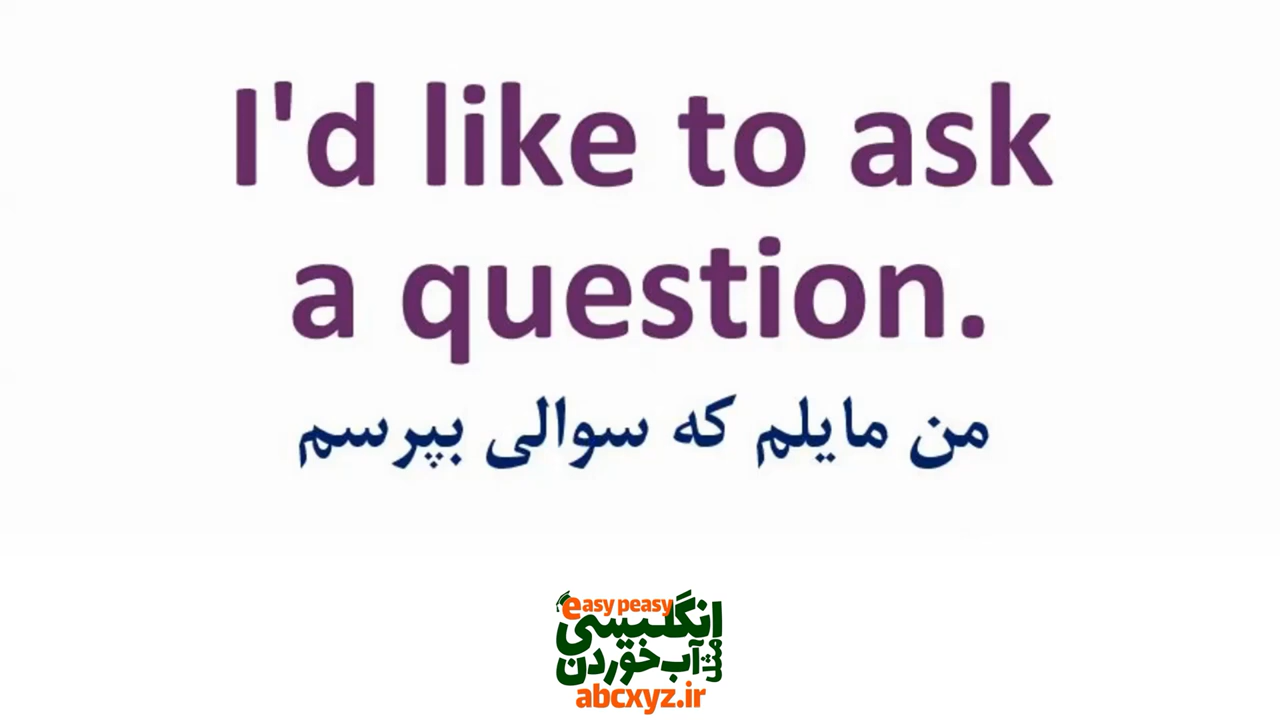 I'd like to ask
a question.
من مایلم که سوالی بپرسم
easy peasy
انگلیسی
مثل آب خوردن
abcxyz.ir